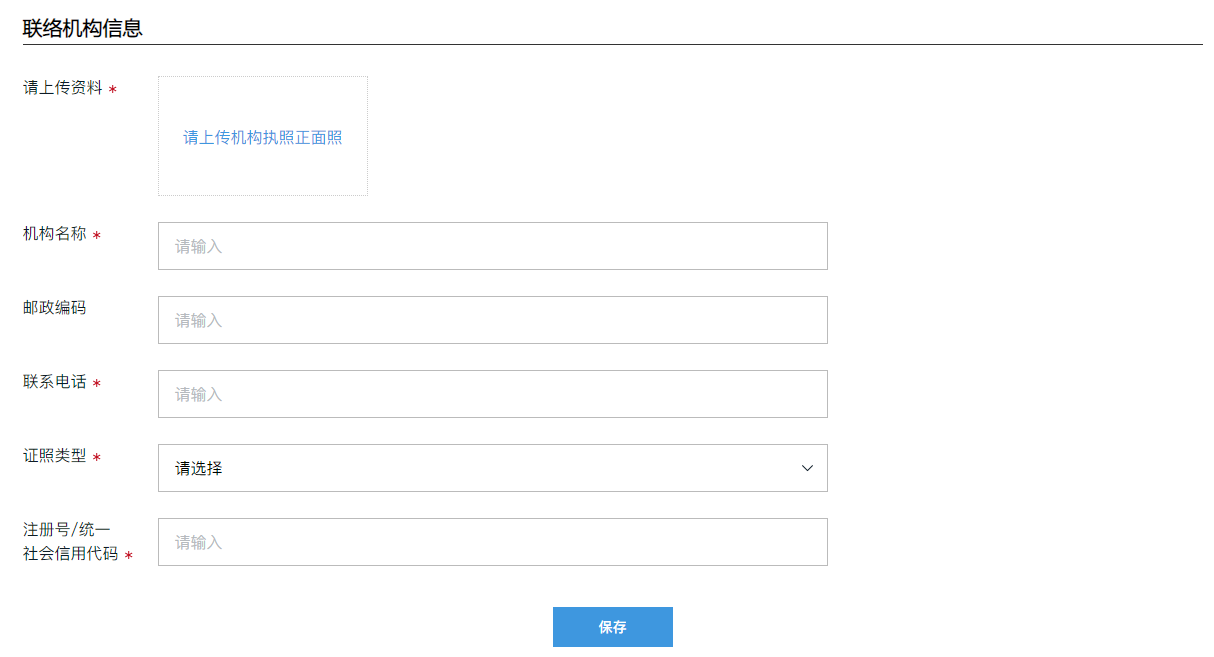 联络机构信息
请上传资料 *
请上传机构执照正面照
机构名称 *
请输入
邮政编码
请输入
联系电话 *
请输入
证照类型 *
请选择
注册号/统一
社会信用代码 *
请输入
保存